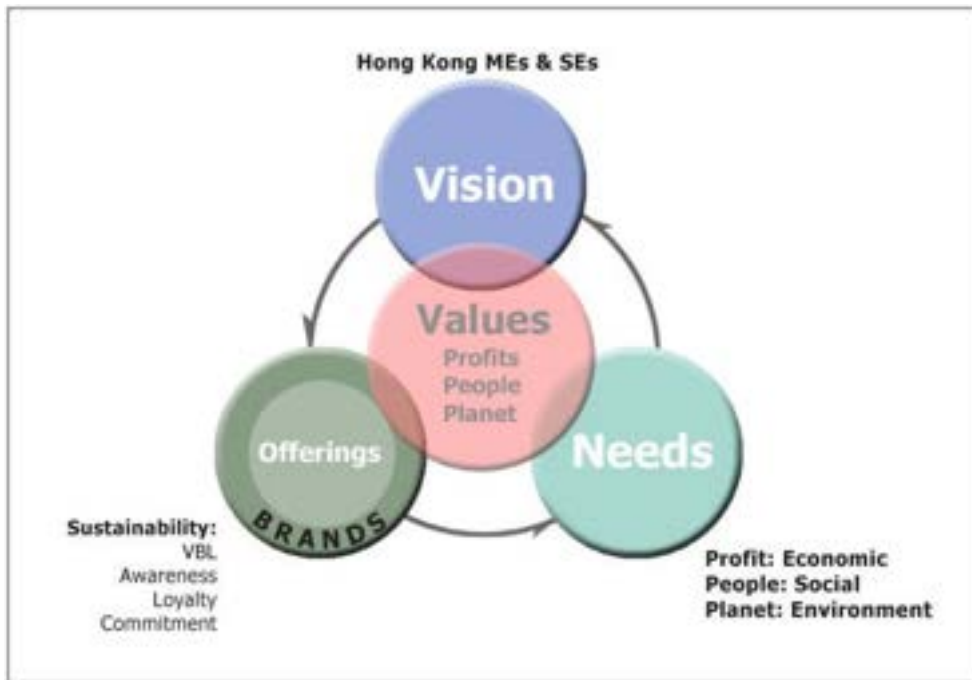 Hong Kong MEs & SEs
Vision
Values
Profits
People
Planet
Offerings
BRANDS
Needs
Sustainability:
VBL
Awareness
Loyalty
Commitment
Profit: Economic
People: Social
Planet: Environment